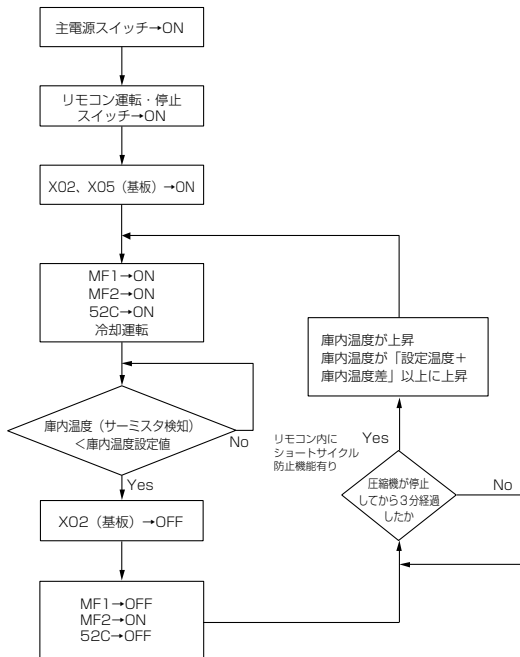 主電源スイッチ→ON
リモコン運転・停止
スイッチ→ON
X02、X05（基板）→ON
MF1→ON
MF2→ON
52C→ON
冷却運転
庫内温度（サーミスタ検知）
＜庫内温度設定値
No
Yes
X02（基板）→OFF
MF1→OFF
MF2→ON
52C→OFF
庫内温度が上昇
庫内温度が「設定温度＋
庫内温度差」以上に上昇
リモコン内に
ショートサイクル
防止機能有り
Yes
圧縮機が停止
してから3分経過
したか
No